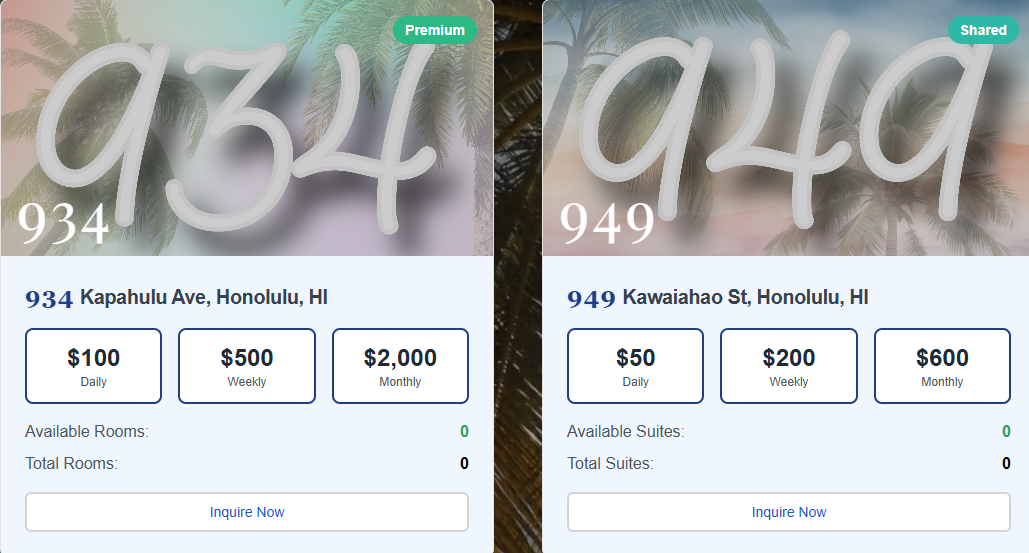 Premium
934
934
934 Kapahulu Ave, Honolulu, HI
$100 $500 $2,000
Daily Weekly Monthly
Available Rooms: 0
Total Rooms: 0
Inquire Now
Shared
949
949
949 Kawaiahao St, Honolulu, HI
$50 $200 $600
Daily Weekly Monthly
Available Suites: 0
Total Suites: 0
Inquire Now